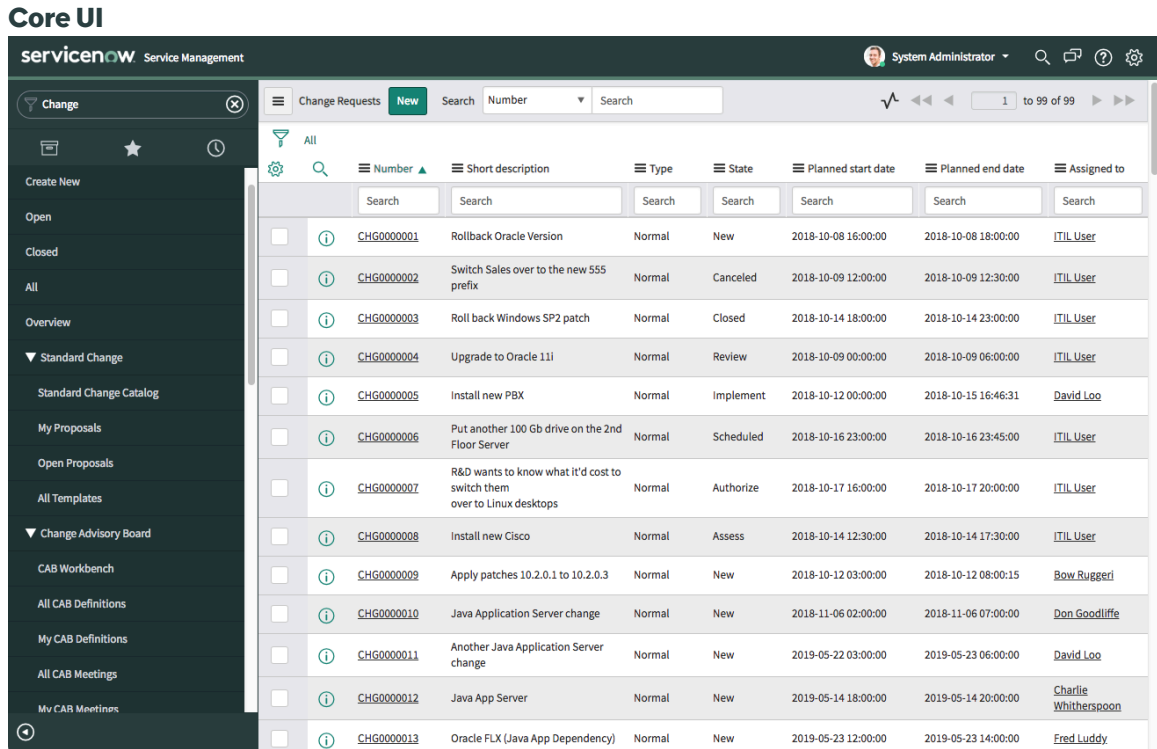 Core UI
servicenow. Service Management
System Administrator
Change
Change Requests New Search Number Search 1 to 99 of 99
All
Create New
Open
Closed
All
Overview
Standard Change
Standard Change Catalog
My Proposals
Open Proposals
All Templates
Change Advisory Board
CAB Workbench
All CAB Definitions
My CAB Definitions
All CAB Meetings
My CAB Meetings
Number Short description Type State Planned start date Planned end date Assigned to
Search Search Search Search Search Search Search
CHG0000001 Rollback Oracle Version Normal New 2018-10-08 16:00:00 2018-10-08 18:00:00 ITIL User
CHG0000002 Switch Sales over to the new 555
prefix Normal Canceled 2018-10-09 12:00:00 2018-10-09 12:30:00 ITIL User
CHG0000003 Roll back Windows SP2 patch Normal Closed 2018-10-14 18:00:00 2018-10-14 23:00:00 ITIL User
CHG0000004 Upgrade to Oracle 11i Normal Review 2018-10-09 00:00:00 2018-10-09 06:00:00 ITIL User
CHG0000005 Install new PBX Normal Implement 2018-10-12 00:00:00 2018-10-15 16:46:31 David Loo
CHG0000006 Put another 100 Gb drive on the 2nd
Floor Server Normal Scheduled 2018-10-16 23:00:00 2018-10-16 23:45:00 ITIL User
CHG0000007 R&D wants to know what it'd cost to
switch them
over to Linux desktops Normal Authorize 2018-10-17 16:00:00 2018-10-17 20:00:00 ITIL User
CHG0000008 Install new Cisco Normal Assess 2018-10-14 12:30:00 2018-10-14 17:30:00 ITIL User
CHG0000009 Apply patches 10.2.0.1 to 10.2.0.3 Normal New 2018-10-12 03:00:00 2018-10-12 08:00:15 Bow Ruggeri
CHG0000010 Java Application Server change Normal New 2018-11-06 02:00:00 2018-11-06 07:00:00 Don Goodliffe
CHG0000011 Another Java Application Server
change Normal New 2019-05-22 03:00:00 2019-05-23 06:00:00 David Loo
CHG0000012 Java App Server Normal New 2019-05-14 18:00:00 2019-05-14 20:00:00 Charlie
Whitherspoon
CHG0000013 Oracle FLX (Java App Dependency) Normal New 2019-05-23 12:00:00 2019-05-23 14:00:00 Fred Luddy